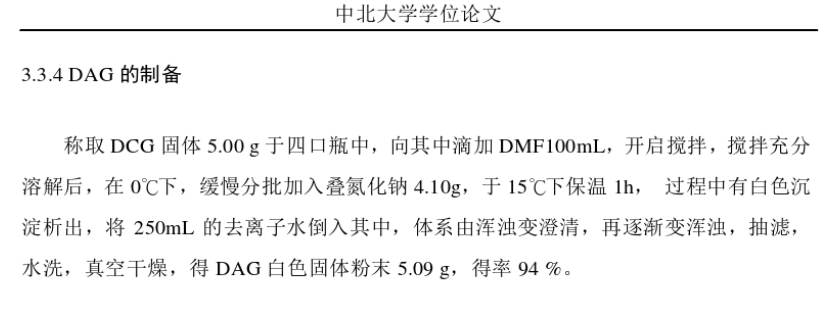 中北大学学位论文
3.3.4 DAG 的制备
称取 DCG 固体 5.00 g 于四口瓶中，向其中滴加 DMF100mL，开启搅拌，搅拌充分
溶解后，在 0℃下，缓慢分批加入叠氮化钠 4.10g，于 15℃下保温 1h， 过程中有白色沉
淀析出，将 250mL 的去离子水倒入其中，体系由浑浊变澄清，再逐渐变浑浊，抽滤，
水洗，真空干燥，得 DAG 白色固体粉末 5.09 g，得率 94 %。